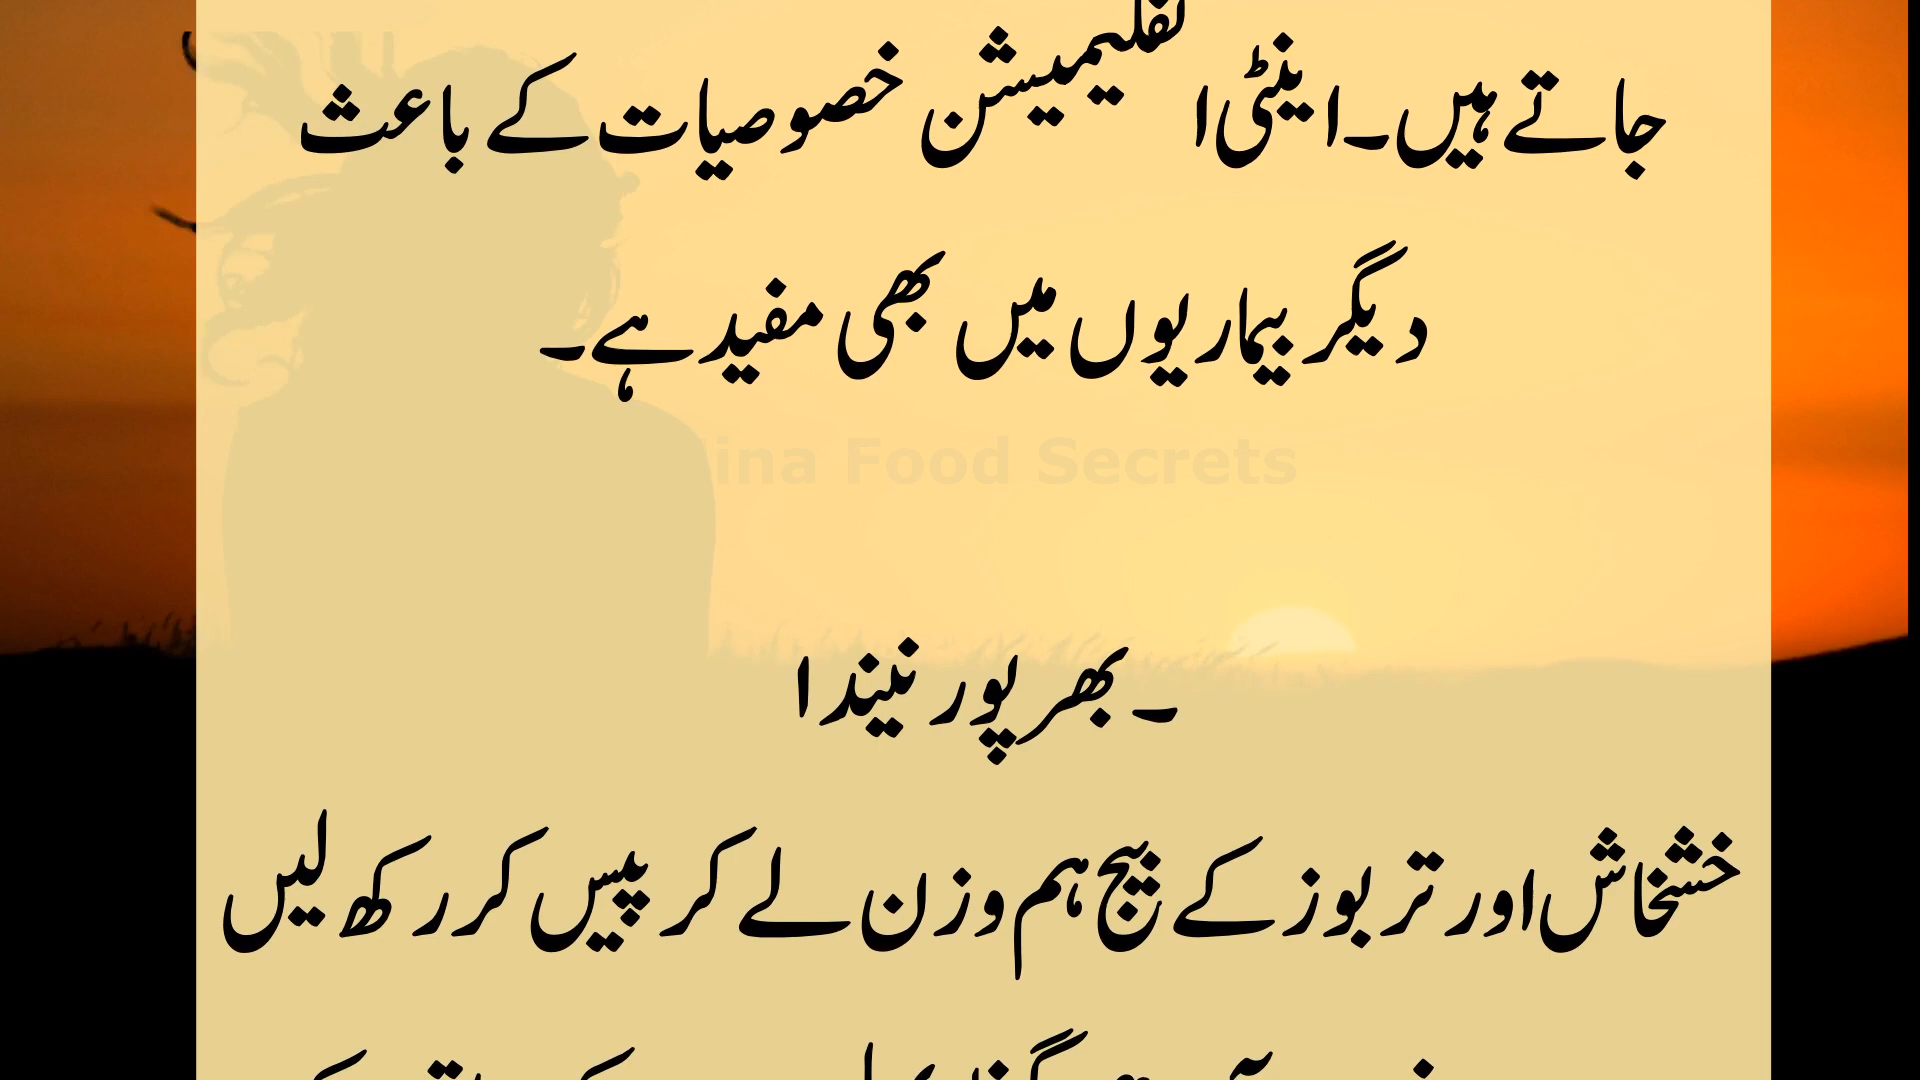 جاتے ہیں۔اینٹی انفلیمیشن خصوصیات کے باعث
دیگر بیماریوں میں بھی مفید ہے۔
ina Food Secrets
۔بھرپور نیندا
خشخاش اور تربوز کے بیج ہم وزن لے کر پیس کر رکھ لیں